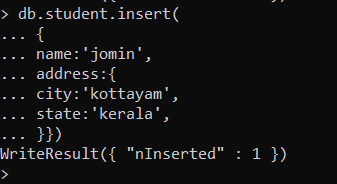 > db.student.insert(
... {
... name:'jomin',
... address:{
... city:'kottayam',
... state:'kerala',
... }})
WriteResult({ "nInserted" : 1 })
>